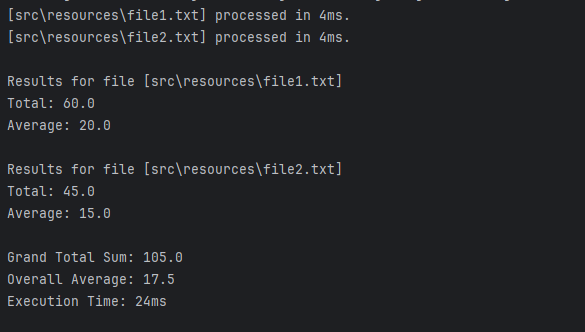 [src\resources\file1.txt] processed in 4ms.
[src\resources\file2.txt] processed in 4ms.
Results for file [src\resources\file1.txt]
Total: 60.0
Average: 20.0
Results for file [src\resources\file2.txt]
Total: 45.0
Average: 15.0
Grand Total Sum: 105.0
Overall Average: 17.5
Execution Time: 24ms